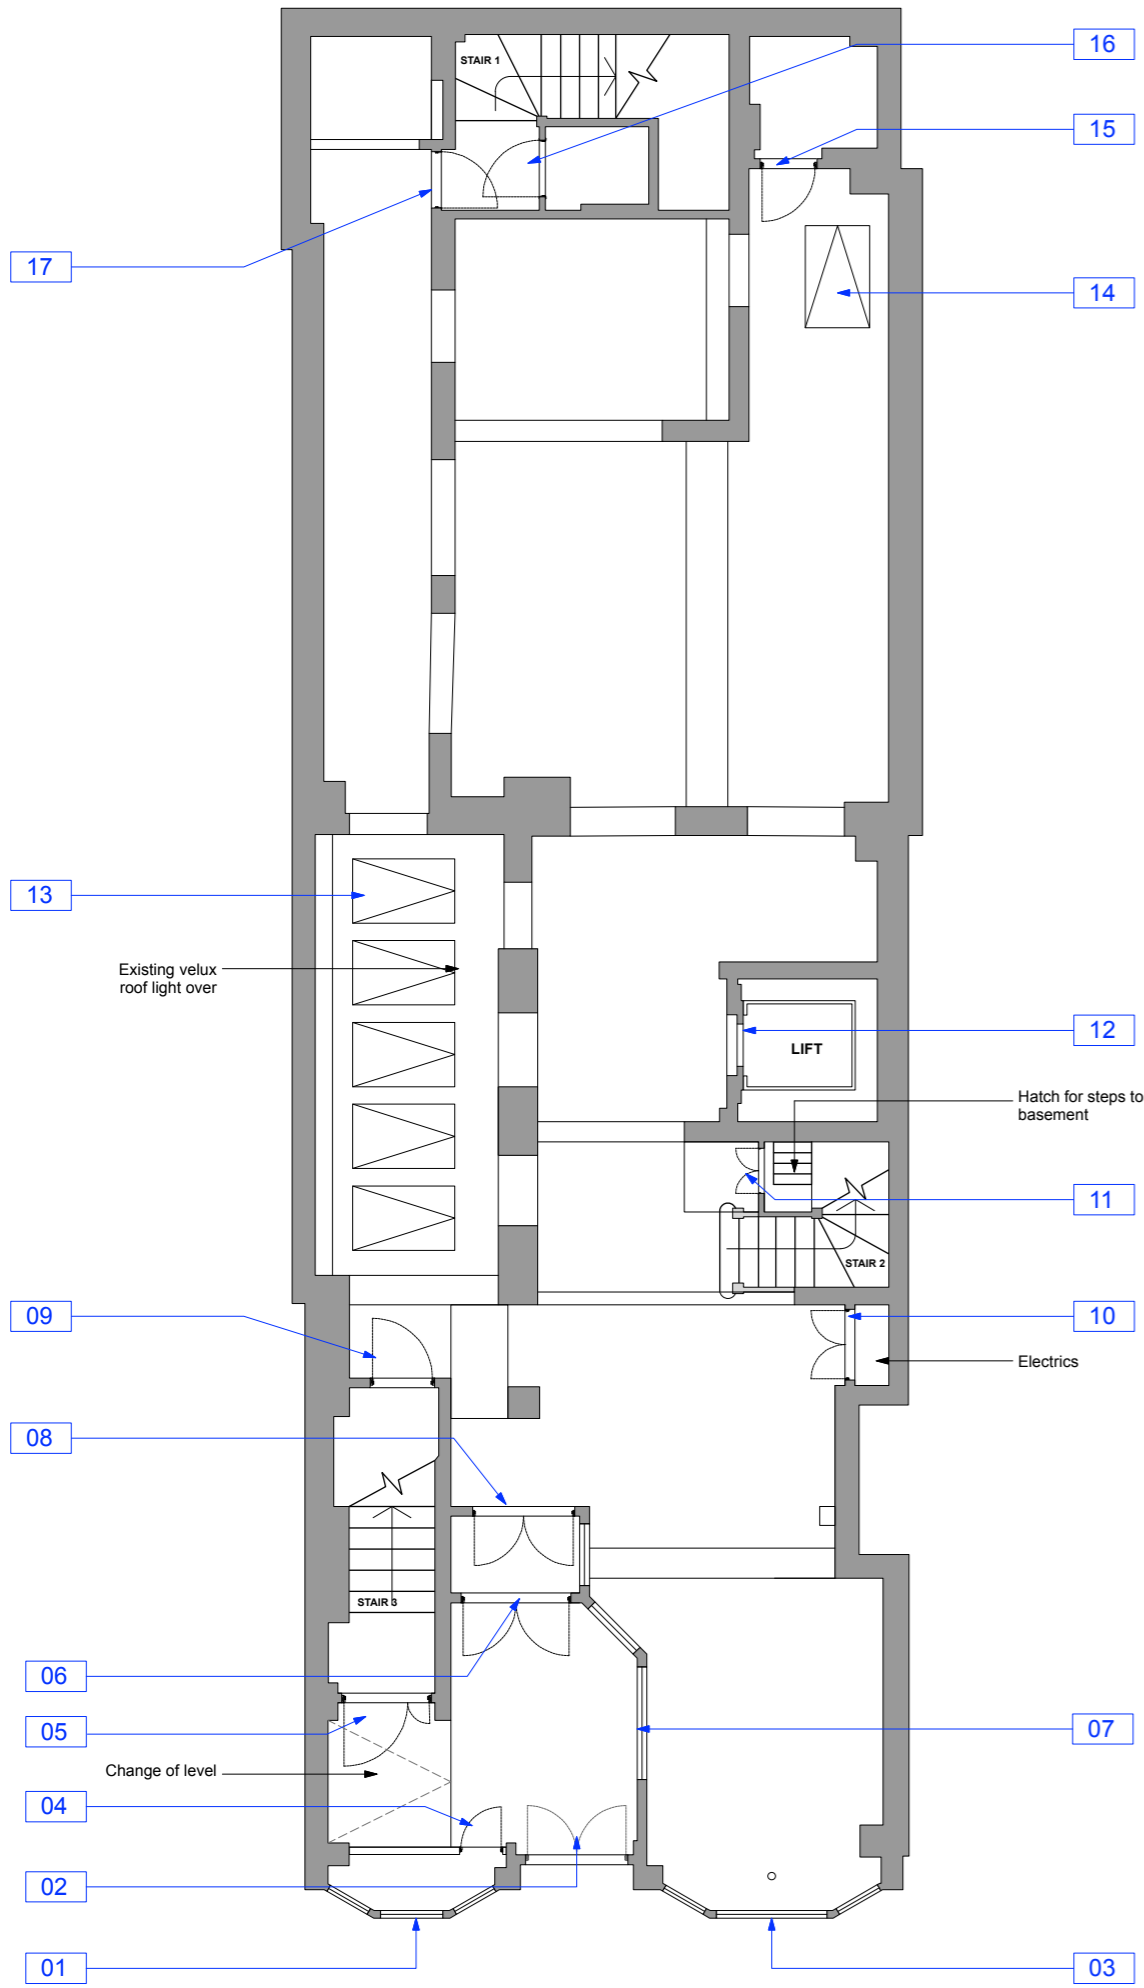 STAIR 1
16
15
17
14
13
Existing velux
roof light over
12
LIFT
Hatch for steps to
basement
11
STAIR 2
09
10
Electrics
08
STAIR 3
06
05
07
Change of level
04
02
01
03